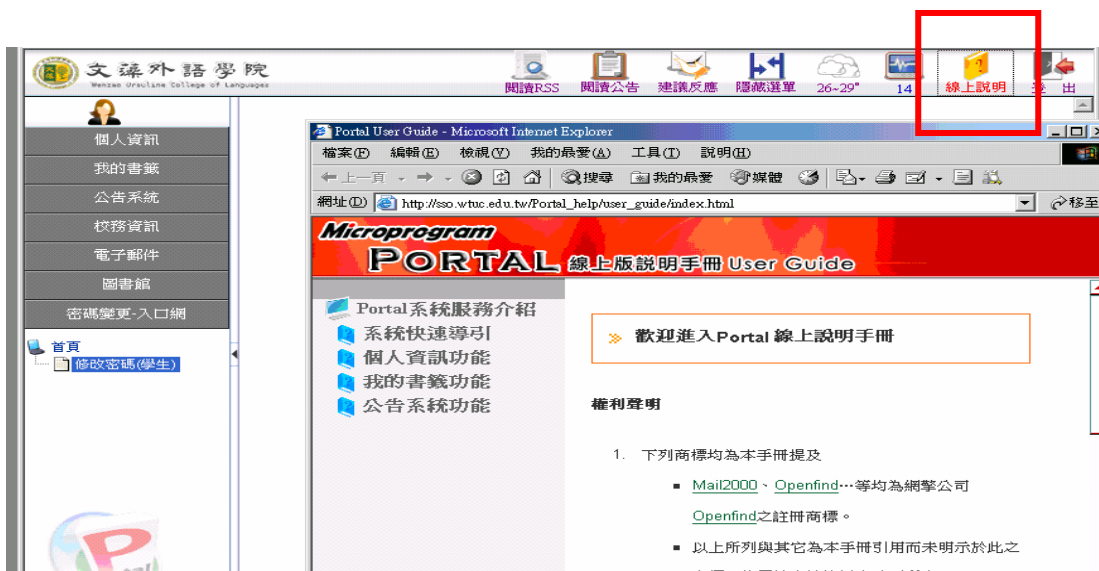 文藻外語學院
Wenzao Ursuline College of Languages
閱讀RSS
閱讀公告
建議反應
隱藏選單
26~29°
14
線上說明
出
個人資訊
我的書籤
公告系統
校務資訊
電子郵件
圖書館
密碼變更-入口網
首頁
修改密碼(學生)
Portal User Guide - Microsoft Internet Explorer
檔案(F) 編輯(E) 檢視(V) 我的最愛(A) 工具(T) 說明(H)
上一頁 搜尋 我的最愛 媒體
網址(D) http://sso.wtuc.edu.tw/Portal_help/user_guide/index.html 移至
Microprogram
PORTAL 線上版說明手冊 User Guide
Portal系統服務介紹
系統快速導引
個人資訊功能
我的書籤功能
公告系統功能
歡迎進入Portal 線上說明手冊
權利聲明
1. 下列商標均為本手冊提及
Mail2000、Openfind…等均為網擎公司
Openfind之註冊商標。
以上所列與其它為本手冊引用而未明示於此之